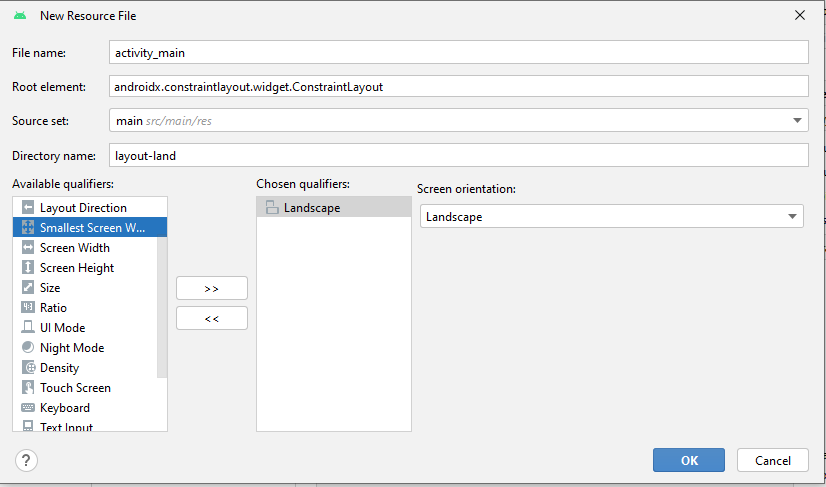 New Resource File
File name:
activity_main
Root element:
androidx.constraintlayout.widget.ConstraintLayout
Source set:
main src/main/res
Directory name:
layout-land
Available qualifiers:
Layout Direction
Smallest Screen W...
Screen Width
Screen Height
Size
4:3 Ratio
UI Mode
Night Mode
Density
Touch Screen
Keyboard
Text Input
>>
<<
Chosen qualifiers:
Landscape
Screen orientation:
Landscape
?
OK
Cancel